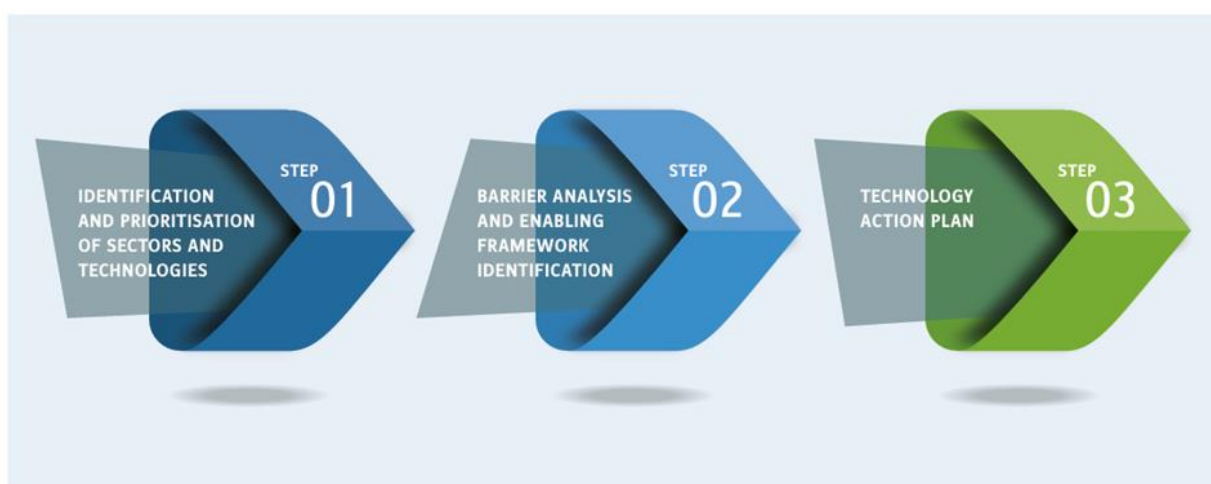 STEP
01
IDENTIFICATION
AND PRIORITISATION
OF SECTORS AND
TECHNOLOGIES
STEP
02
BARRIER ANALYSIS
AND ENABLING
FRAMEWORK
IDENTIFICATION
STEP
03
TECHNOLOGY
ACTION PLAN